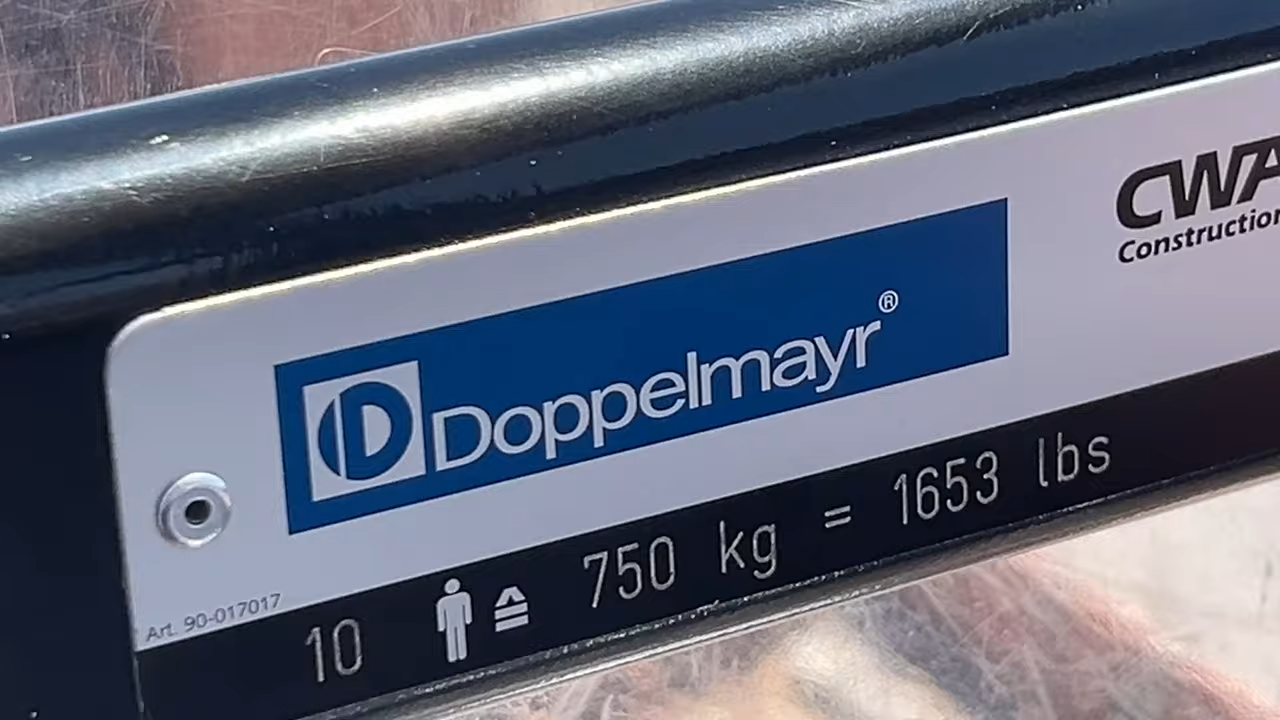 Doppelmayr®
CWA
Construction
Art. 90-017017
10 ≙ 750 kg = 1653 lbs